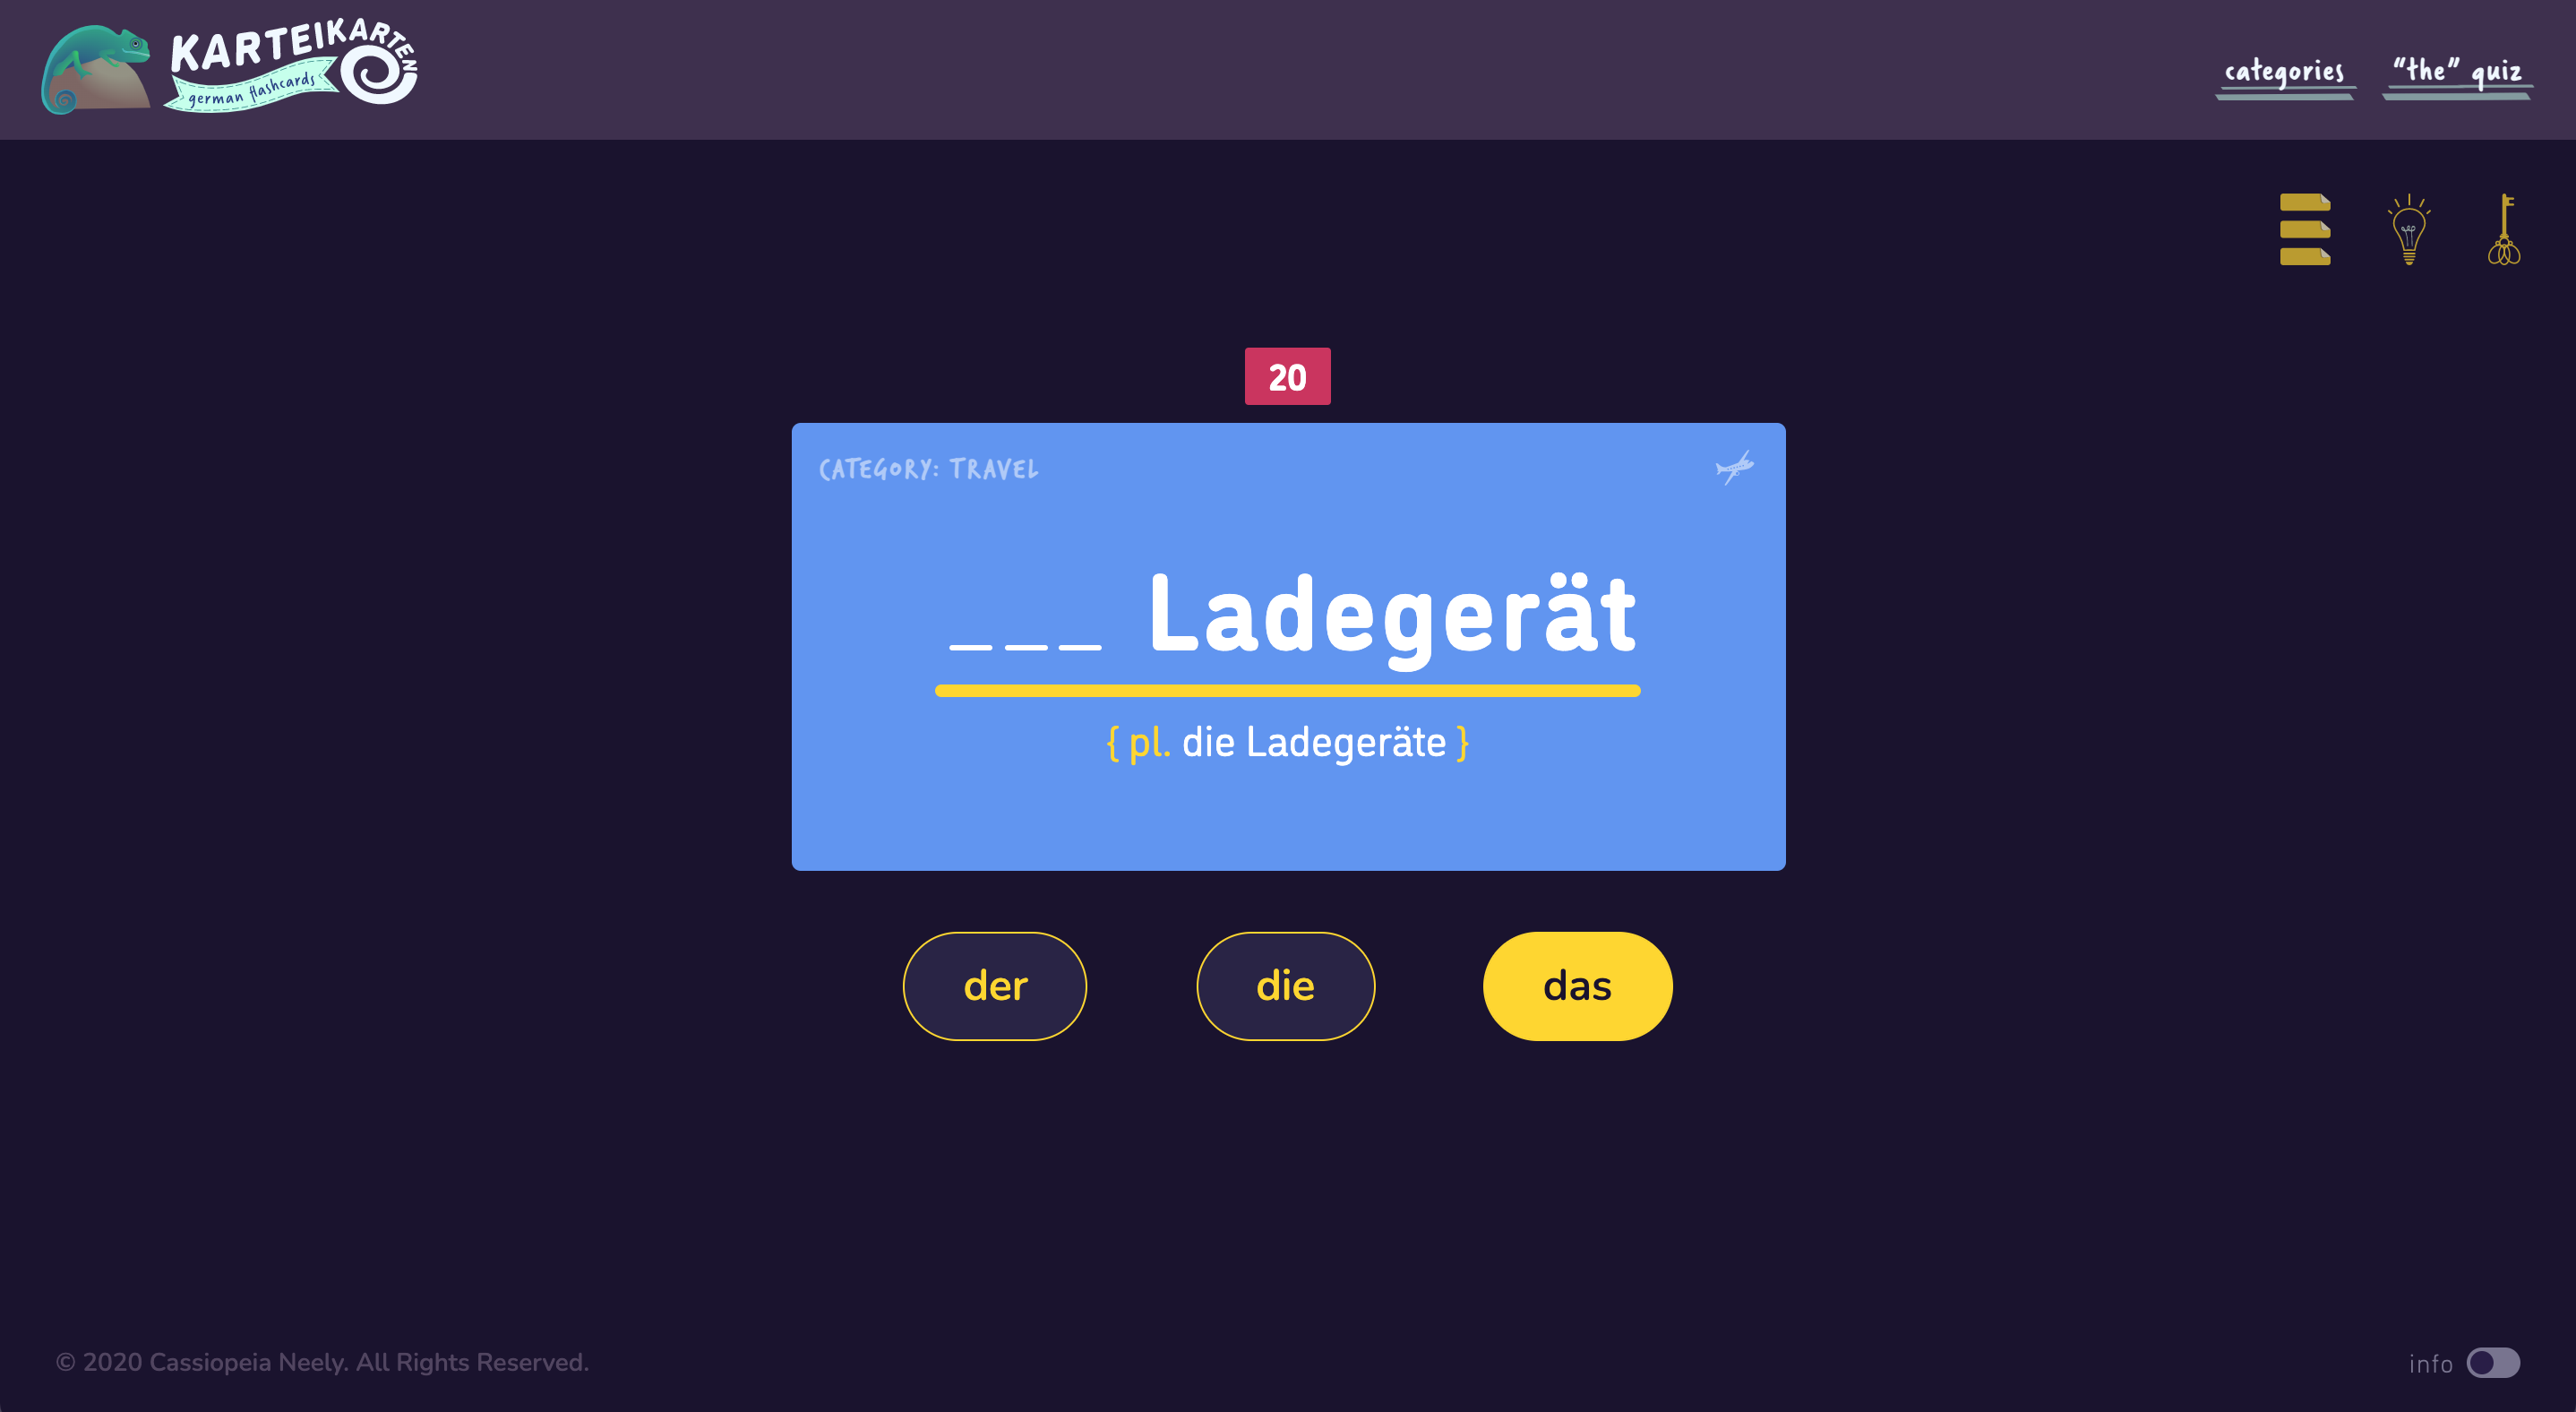 KARTEIKARTEN
german flashcards
categories
"the" quiz
20
CATEGORY: TRAVEL
___ Ladegerät
{ pl. die Ladegeräte }
der
die
das
© 2020 Cassiopeia Neely. All Rights Reserved.
info